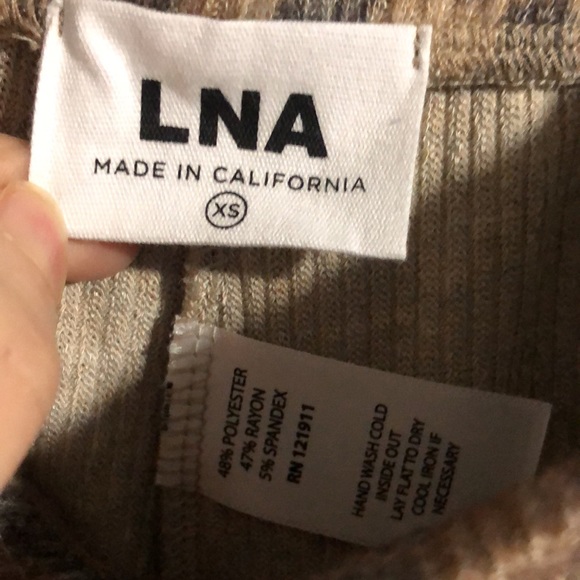 LNA
MADE IN CALIFORNIA
XS
48% POLYESTER
47% RAYON
5% SPANDEX
RN 121911
HAND WASH COLD
INSIDE OUT
LAY FLAT TO DRY
COOL IRON IF
NECESSARY